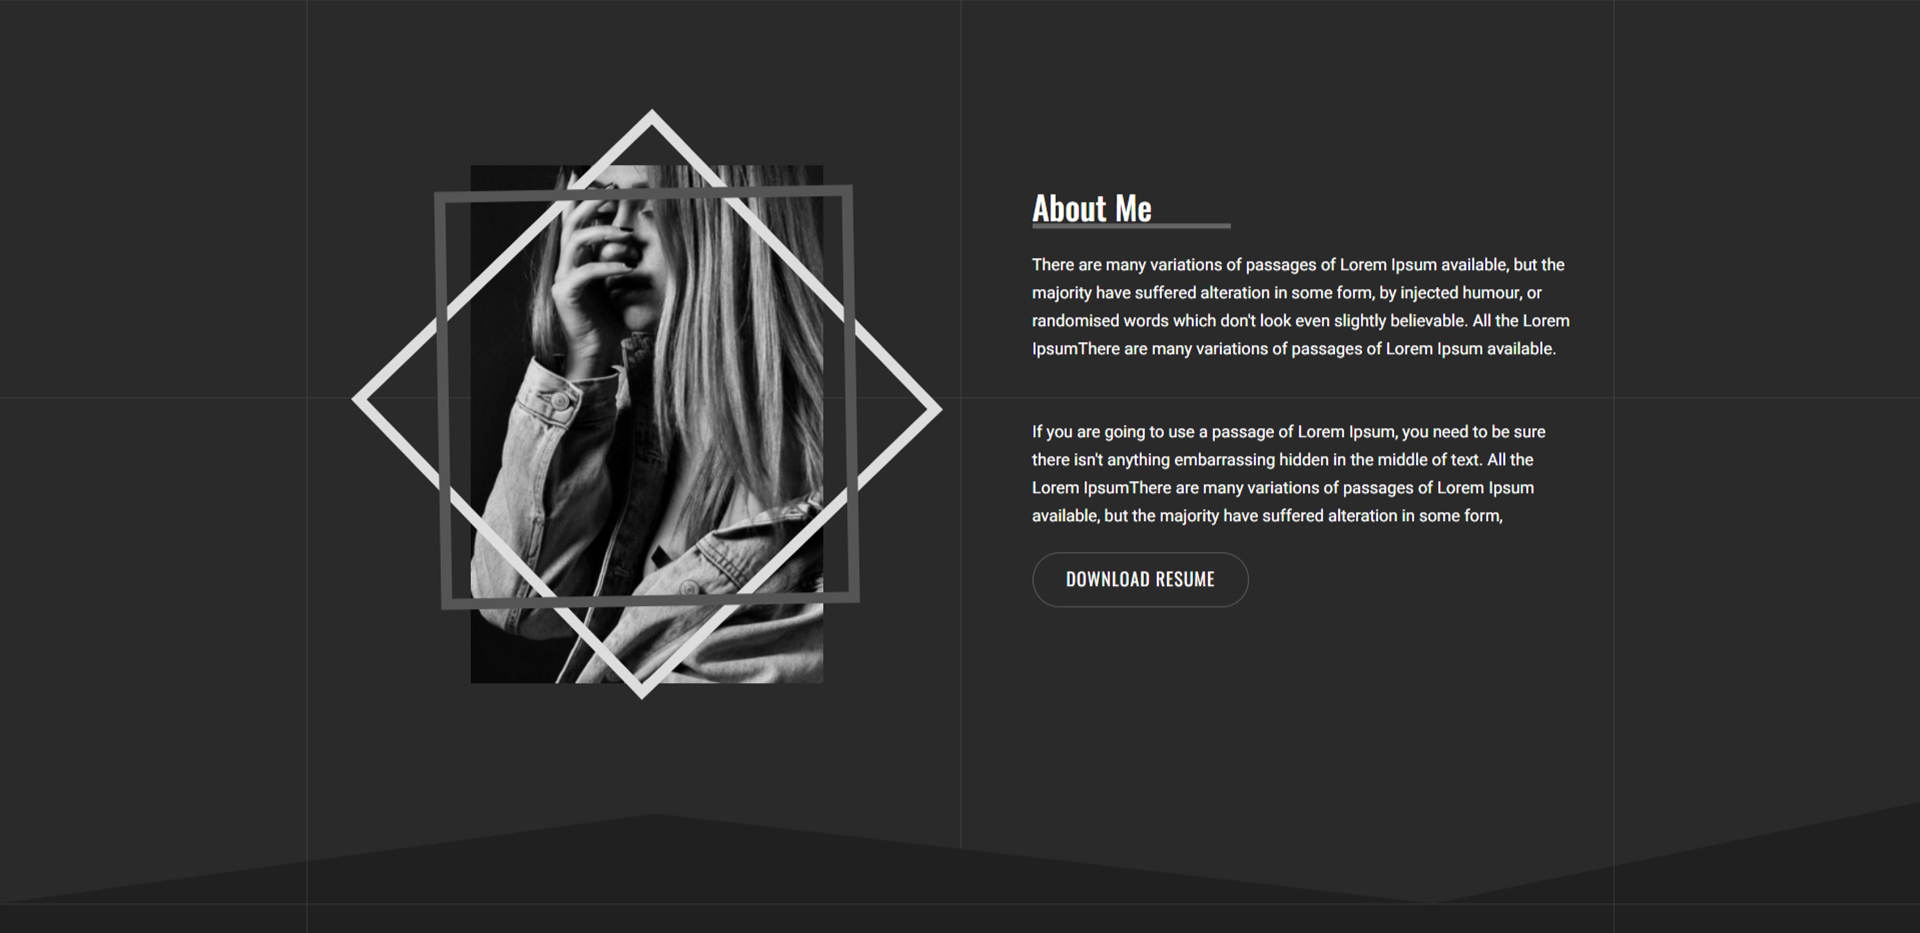 About Me
There are many variations of passages of Lorem Ipsum available, but the
majority have suffered alteration in some form, by injected humour, or
randomised words which don't look even slightly believable. All the Lorem
IpsumThere are many variations of passages of Lorem Ipsum available.
If you are going to use a passage of Lorem Ipsum, you need to be sure
there isn't anything embarrassing hidden in the middle of text. All the
Lorem IpsumThere are many variations of passages of Lorem Ipsum
available, but the majority have suffered alteration in some form,
DOWNLOAD RESUME